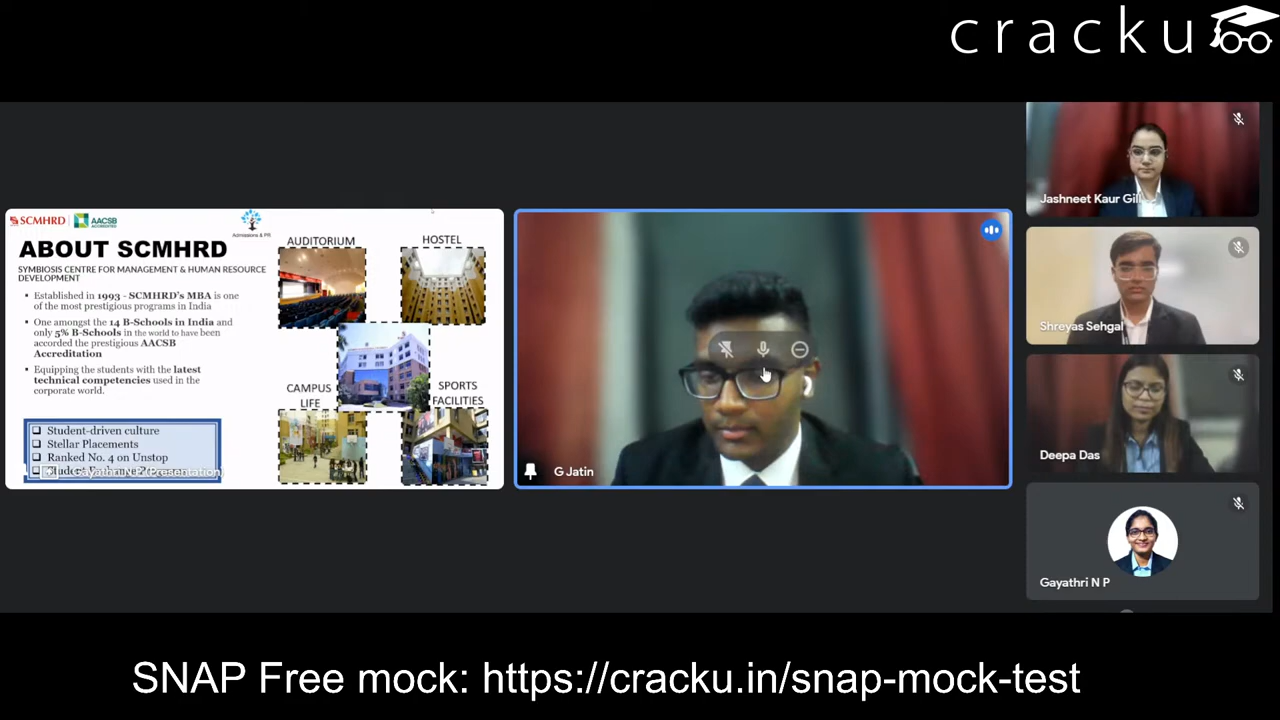 cracku
SCMHRD
AACSB
ACCREDITED
Admissions & PR
ABOUT SCMHRD
SYMBIOSIS CENTRE FOR MANAGEMENT & HUMAN RESOURCE
DEVELOPMENT
Established in 1993 - SCMHRD's MBA is one
of the most prestigious programs in India
One amongst the 14 B-Schools in India and
only 5% B-Schools in the world to have been
accorded the prestigious AACSB
Accreditation
Equipping the students with the latest
technical competencies used in the
corporate world.
Student-driven culture
Stellar Placements
Ranked No. 4 on Unstop
Gayathri N P (Presentation)
AUDITORIUM
HOSTEL
CAMPUS
LIFE
SPORTS
FACILITIES
G Jatin
Jashneet Kaur Gill
Shreyas Sehgal
Deepa Das
Gayathri N P
SNAP Free mock: https://cracku.in/snap-mock-test